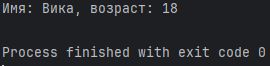 Имя: Вика, возраст: 18
Process finished with exit code 0